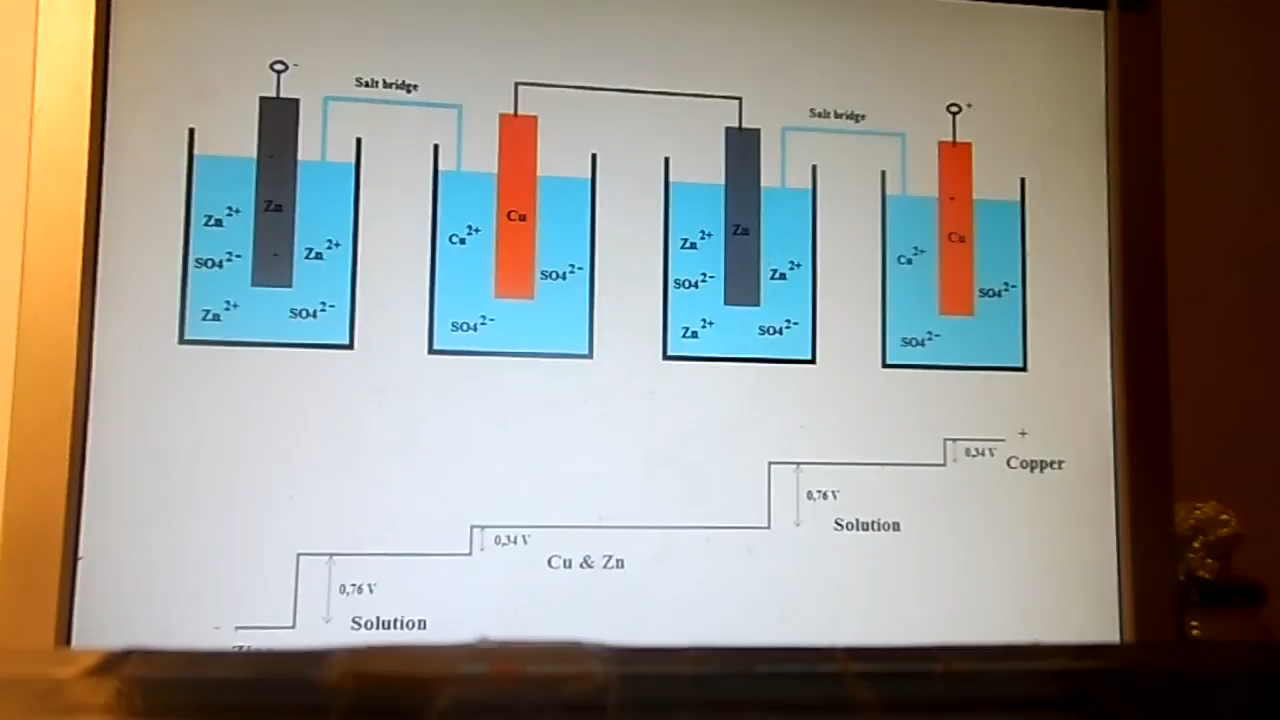 -
Salt bridge
Salt bridge
+
-
Zn
-
Zn2+
Zn2+
SO42-
Zn2+
SO42-
Cu
Cu2+
SO42-
SO42-
Zn
Zn2+
Zn2+
SO42-
Zn2+
SO42-
+
Cu
Cu2+
SO42-
SO42-
+
0,34 V
Copper
0,76 V
Solution
0,34 V
Cu & Zn
0,76 V
-
Solution